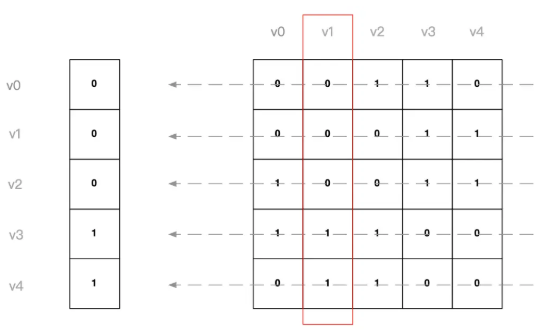 v0 v1 v2 v3 v4
v0 0 0 0 1 1 0
v1 0 0 0 0 1 1
v2 0 1 0 0 1 1
v3 1 1 1 1 0 0
v4 1 0 1 1 0 0